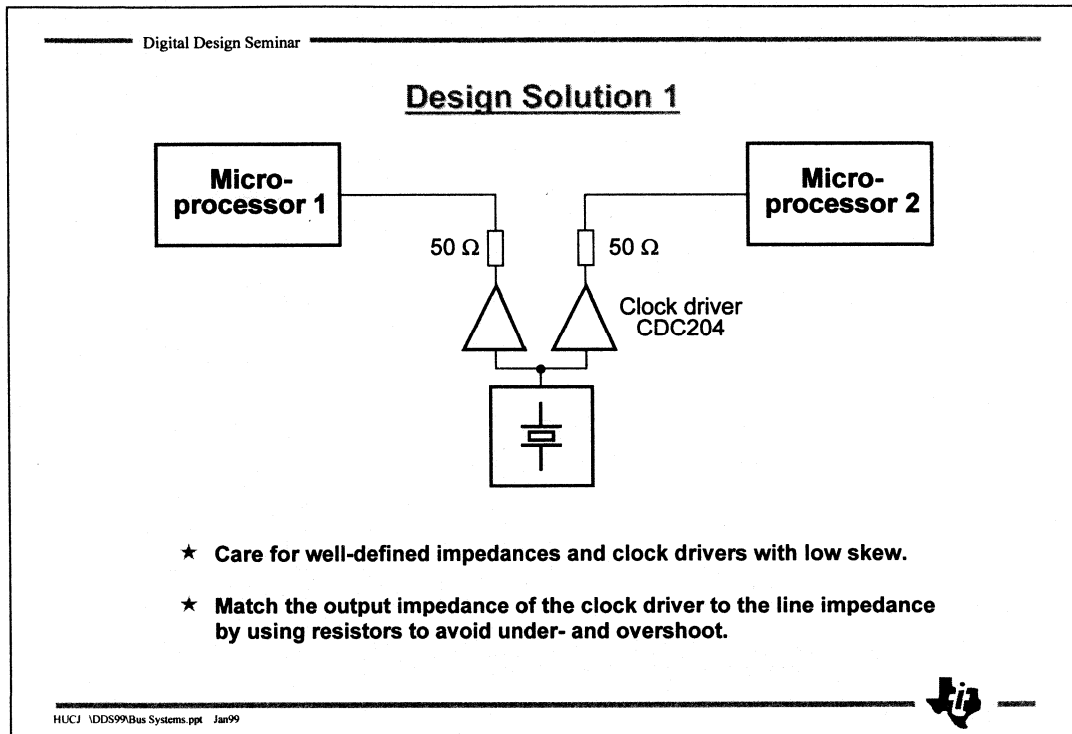 Digital Design Seminar
Design Solution 1
Micro-
processor 1
Micro-
processor 2
50 Ω
50 Ω
Clock driver
CDC204
★ Care for well-defined impedances and clock drivers with low skew.
★ Match the output impedance of the clock driver to the line impedance
by using resistors to avoid under- and overshoot.
HUCJ \DDS99\Bus Systems.ppt Jan99